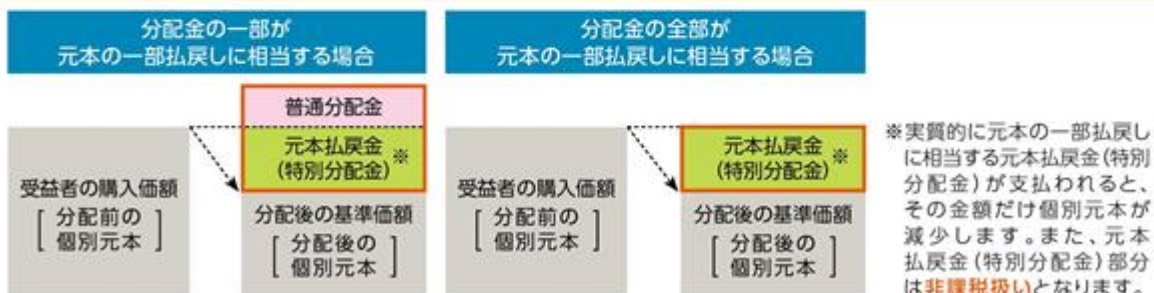 分配金の一部が
元本の一部払戻しに相当する場合
普通分配金
元本払戻金
(特別分配金)
※
受益者の購入価額
[分配前の
個別元本]
分配後の基準価額
[分配後の
個別元本]
分配金の全部が
元本の一部払戻しに相当する場合
元本払戻金
(特別分配金)
※
受益者の購入価額
[分配前の
個別元本]
分配後の基準価額
[分配後の
個別元本]
※実質的に元本の一部払戻し
に相当する元本払戻金(特別
分配金)が支払われると、
その金額だけ個別元本が
減少します。また、元本
払戻金(特別分配金)部分
は非課税扱いとなります。